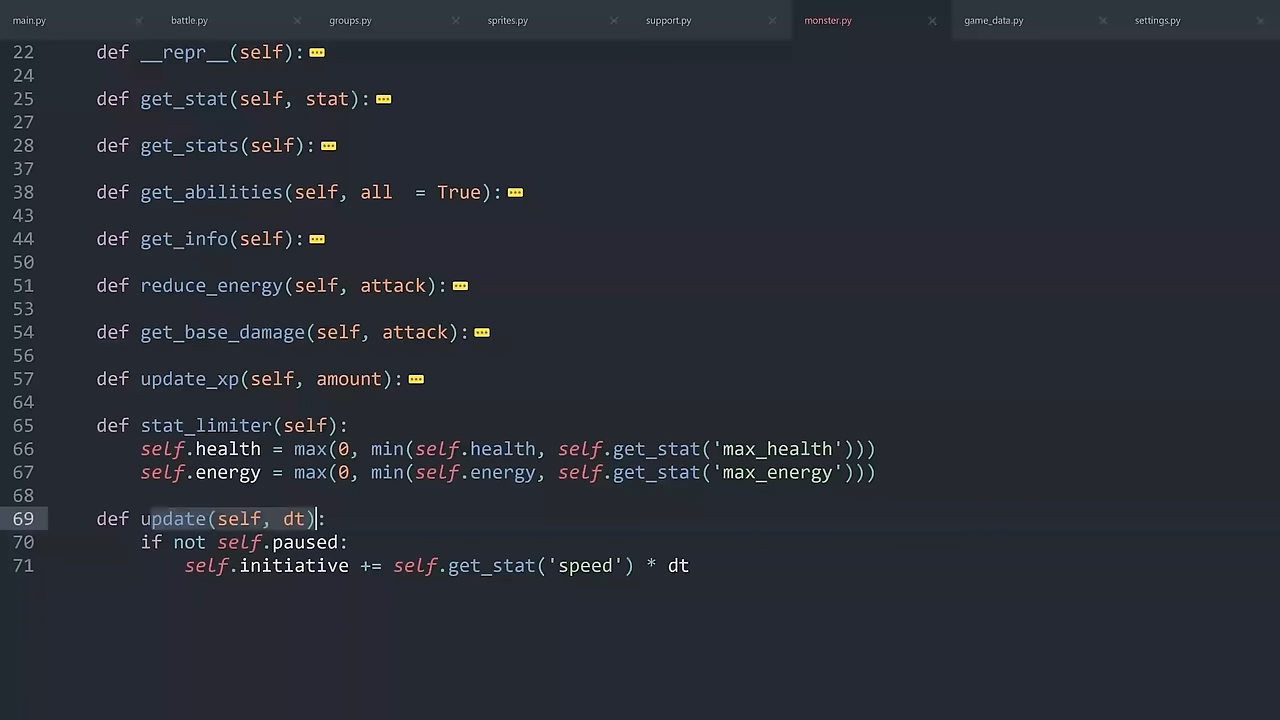 main.py battle.py groups.py sprites.py support.py monster.py game_data.py settings.py
22 def __repr__(self):
24
25 def get_stat(self, stat):
27
28 def get_stats(self):
37
38 def get_abilities(self, all  = True):
43
44 def get_info(self):
50
51 def reduce_energy(self, attack):
53
54 def get_base_damage(self, attack):
56
57 def update_xp(self, amount):
64
65 def stat_limiter(self):
66 self.health = max(0, min(self.health, self.get_stat('max_health')))
67 self.energy = max(0, min(self.energy, self.get_stat('max_energy')))
68
69 def update(self, dt):
70 if not self.paused:
71 self.initiative += self.get_stat('speed') * dt